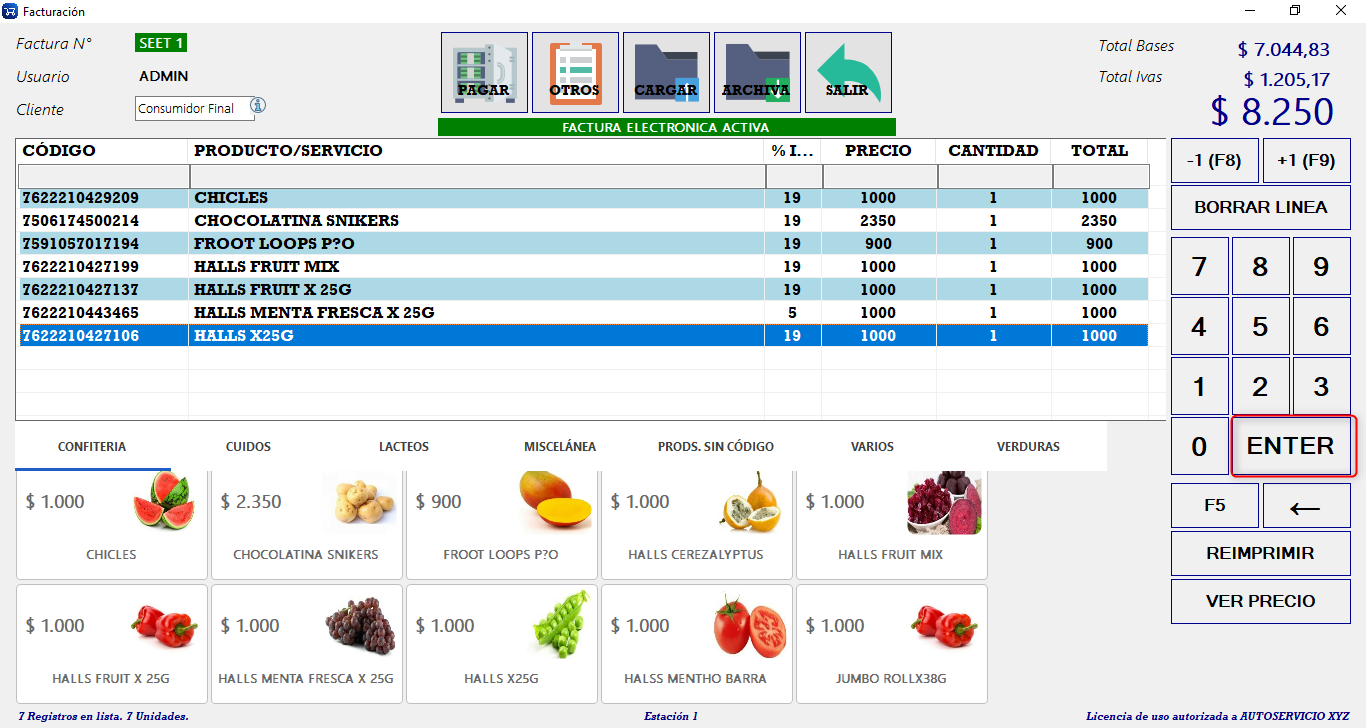 Facturación
Factura N° SEET 1
Usuario ADMIN
Cliente Consumidor Final
PAGAR OTROS CARGAR ARCHIVA SALIR
FACTURA ELECTRONICA ACTIVA
Total Bases $ 7.044,83
Total Ivas $ 1.205,17
$ 8.250
CÓDIGO PRODUCTO/SERVICIO % I... PRECIO CANTIDAD TOTAL
7622210429209 CHICLES 19 1000 1 1000
7506174500214 CHOCOLATINA SNIKERS 19 2350 1 2350
7591057017194 FROOT LOOPS P?O 19 900 1 900
7622210427199 HALLS FRUIT MIX 19 1000 1 1000
7622210427137 HALLS FRUIT X 25G 19 1000 1 1000
7622210443465 HALLS MENTA FRESCA X 25G 5 1000 1 1000
7622210427106 HALLS X25G 19 1000 1 1000
-1 (F8) +1 (F9)
BORRAR LINEA
7 8 9
4 5 6
1 2 3
0 ENTER
F5 ←
REIMPRIMIR
VER PRECIO
CONFITERIA CUIDOS LACTEOS MISCELÁNEA PRODS. SIN CÓDIGO VARIOS VERDURAS
$ 1.000 $ 2.350 $ 900 $ 1.000 $ 1.000
CHICLES CHOCOLATINA SNIKERS FROOT LOOPS P?O HALLS CEREZALYPTUS HALLS FRUIT MIX
$ 1.000 $ 1.000 $ 1.000 $ 1.000 $ 1.000
HALLS FRUIT X 25G HALLS MENTA FRESCA X 25G HALLS X25G HALSS MENTHO BARRA JUMBO ROLLX38G
7 Registros en lista. 7 Unidades. Estación 1 Licencia de uso autorizada a AUTOSERVICIO XYZ